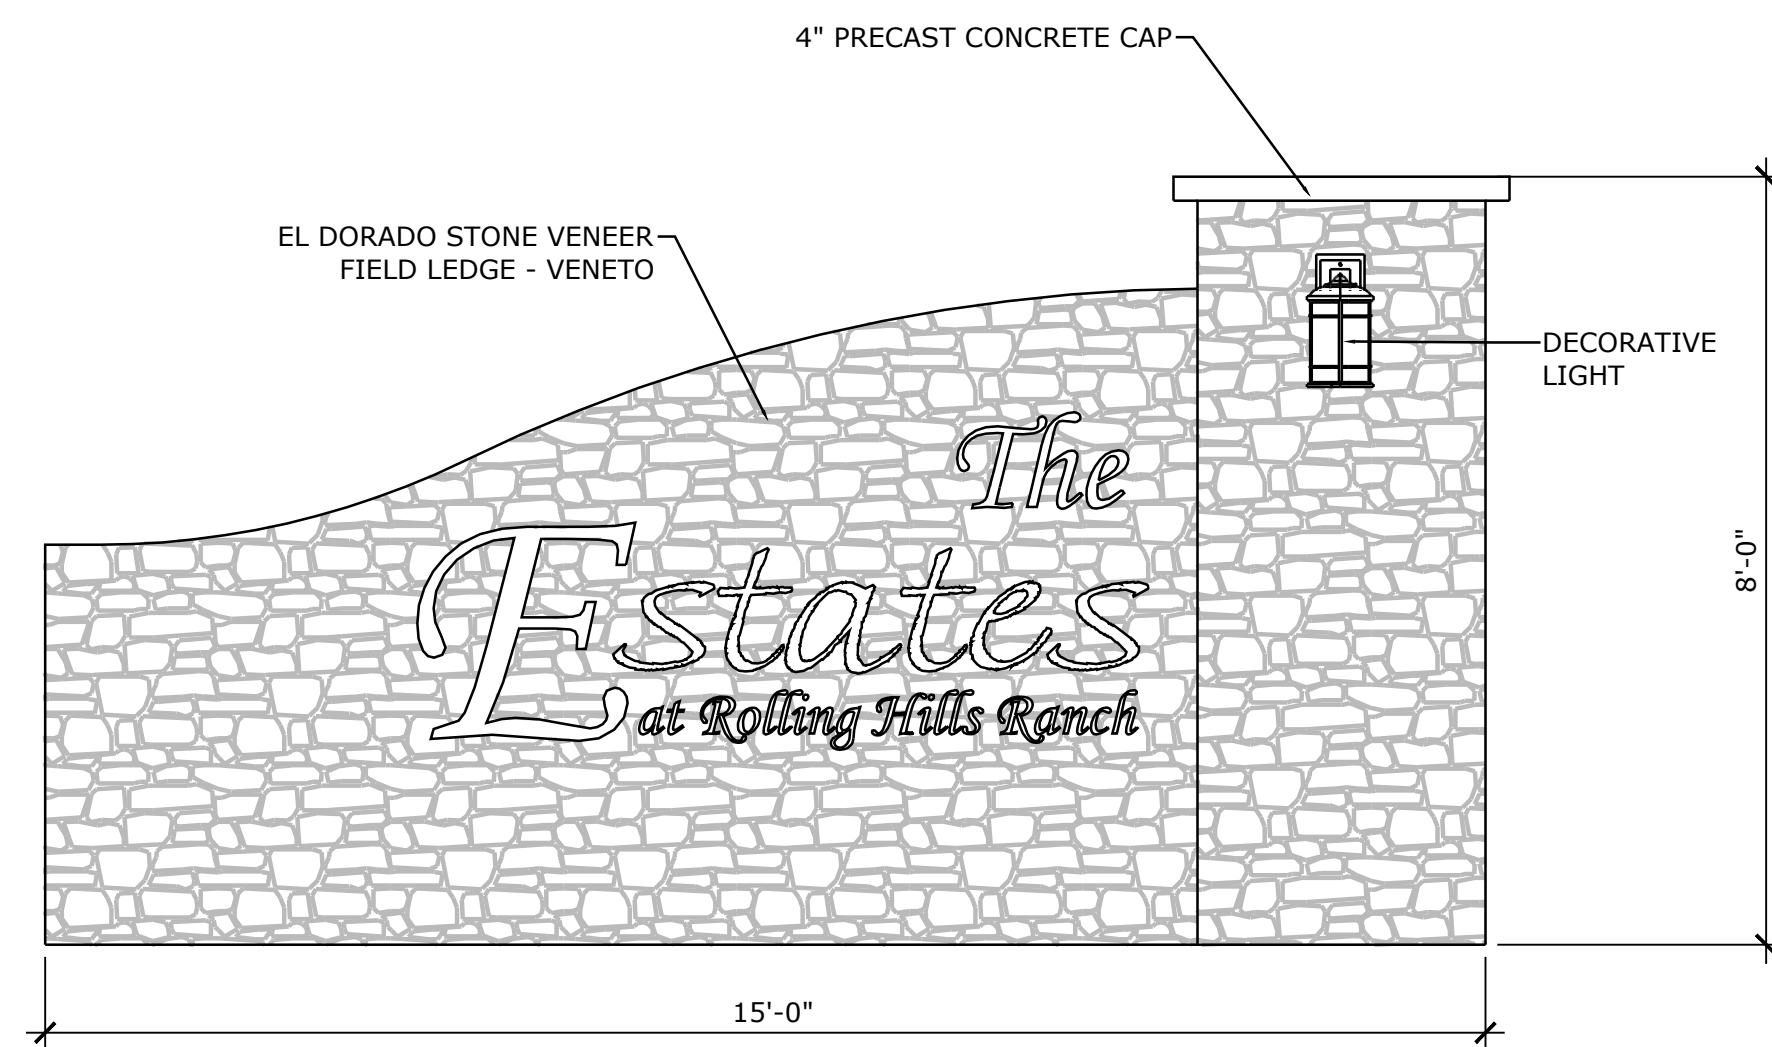 4" PRECAST CONCRETE CAP
EL DORADO STONE VENEER
FIELD LEDGE - VENETO
DECORATIVE
LIGHT
The
Estates
at Rolling Hills Ranch
8'-0"
15'-0"